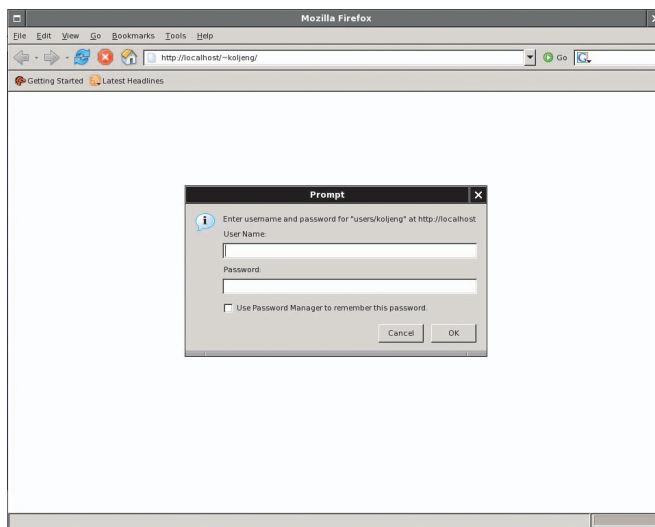 Mozilla Firefox
File Edit View Go Bookmarks Tools Help
http://localhost/~koljeng/ Go G
Getting Started Latest Headlines
Prompt
Enter username and password for "users/koljeng" at http://localhost
User Name:
Password:
Use Password Manager to remember this password.
Cancel OK